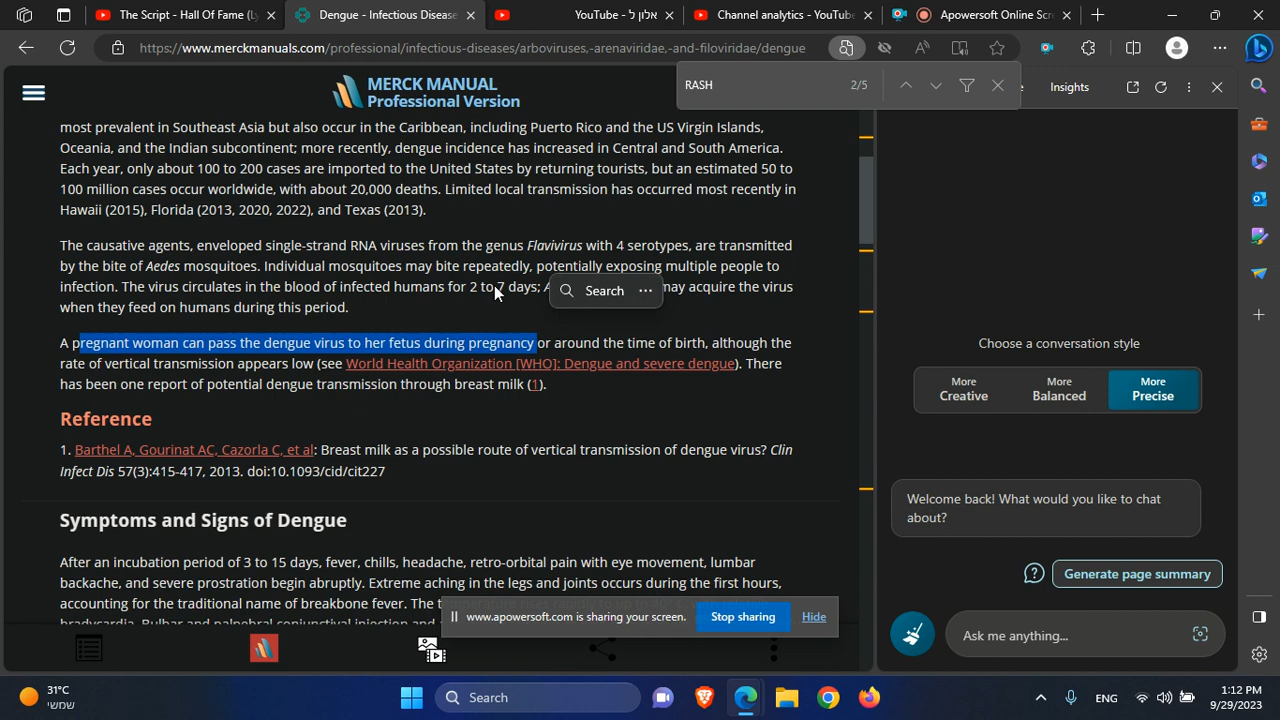 The Script - Hall Of Fame (Ly
Dengue - Infectious Disease
YouTube - אלון ל
Channel analytics - YouTube
Apowersoft Online Scre
https://www.merckmanuals.com/professional/infectious-diseases/arboviruses,-arenaviridae,-and-filoviridae/dengue
MERCK MANUAL
Professional Version
RASH
2/5
Insights
most prevalent in Southeast Asia but also occur in the Caribbean, including Puerto Rico and the US Virgin Islands,
Oceania, and the Indian subcontinent; more recently, dengue incidence has increased in Central and South America.
Each year, only about 100 to 200 cases are imported to the United States by returning tourists, but an estimated 50 to
100 million cases occur worldwide, with about 20,000 deaths. Limited local transmission has occurred most recently in
Hawaii (2015), Florida (2013, 2020, 2022), and Texas (2013).
The causative agents, enveloped single-strand RNA viruses from the genus Flavivirus with 4 serotypes, are transmitted
by the bite of Aedes mosquitoes. Individual mosquitoes may bite repeatedly, potentially exposing multiple people to
infection. The virus circulates in the blood of infected humans for 2 to 7 days; may acquire the virus
Search
when they feed on humans during this period.
A pregnant woman can pass the dengue virus to her fetus during pregnancy or around the time of birth, although the
rate of vertical transmission appears low (see World Health Organization [WHO]: Dengue and severe dengue). There
has been one report of potential dengue transmission through breast milk (1).
Reference
1. Barthel A, Gourinat AC, Cazorla C, et al: Breast milk as a possible route of vertical transmission of dengue virus? Clin
Infect Dis 57(3):415-417, 2013. doi:10.1093/cid/cit227
Symptoms and Signs of Dengue
After an incubation period of 3 to 15 days, fever, chills, headache, retro-orbital pain with eye movement, lumbar
backache, and severe prostration begin abruptly. Extreme aching in the legs and joints occurs during the first hours,
accounting for the traditional name of breakbone fever. The
www.apowersoft.com is sharing your screen.
Stop sharing
Hide
Choose a conversation style
More Creative
More Balanced
More Precise
Welcome back! What would you like to chat
about?
Generate page summary
Ask me anything...
31°C
שמשי
Search
ENG
1:12 PM
9/29/2023